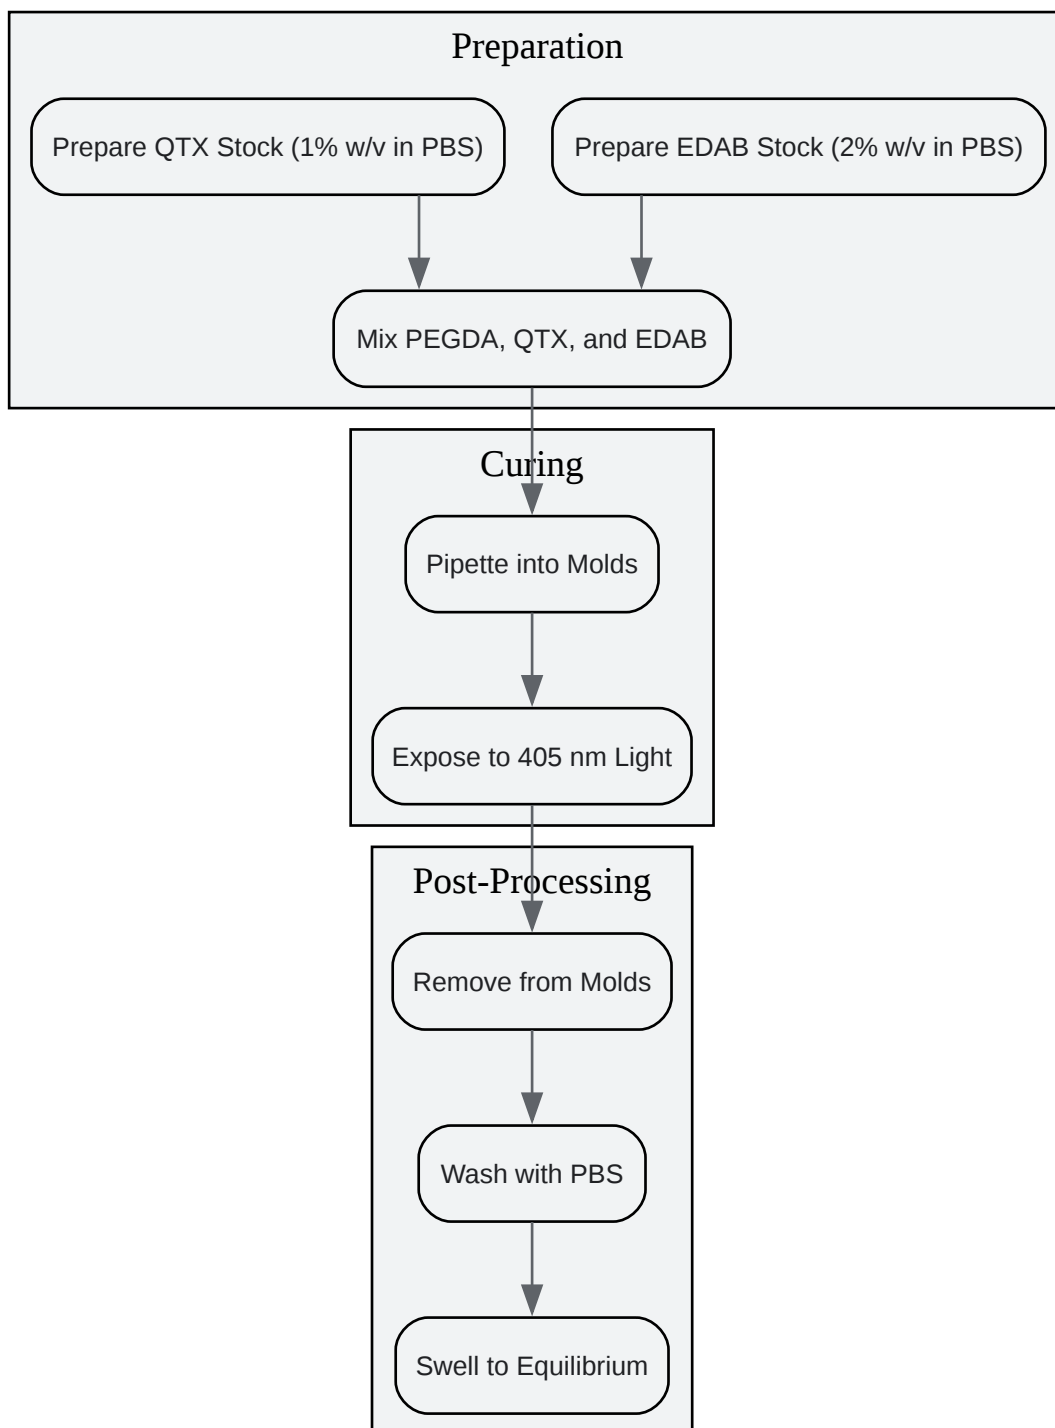 Preparation
Prepare QTX Stock (1% w/v in PBS)
Prepare EDAB Stock (2% w/v in PBS)
Mix PEGDA, QTX, and EDAB
Curing
Pipette into Molds
Expose to 405 nm Light
Post-Processing
Remove from Molds
Wash with PBS
Swell to Equilibrium